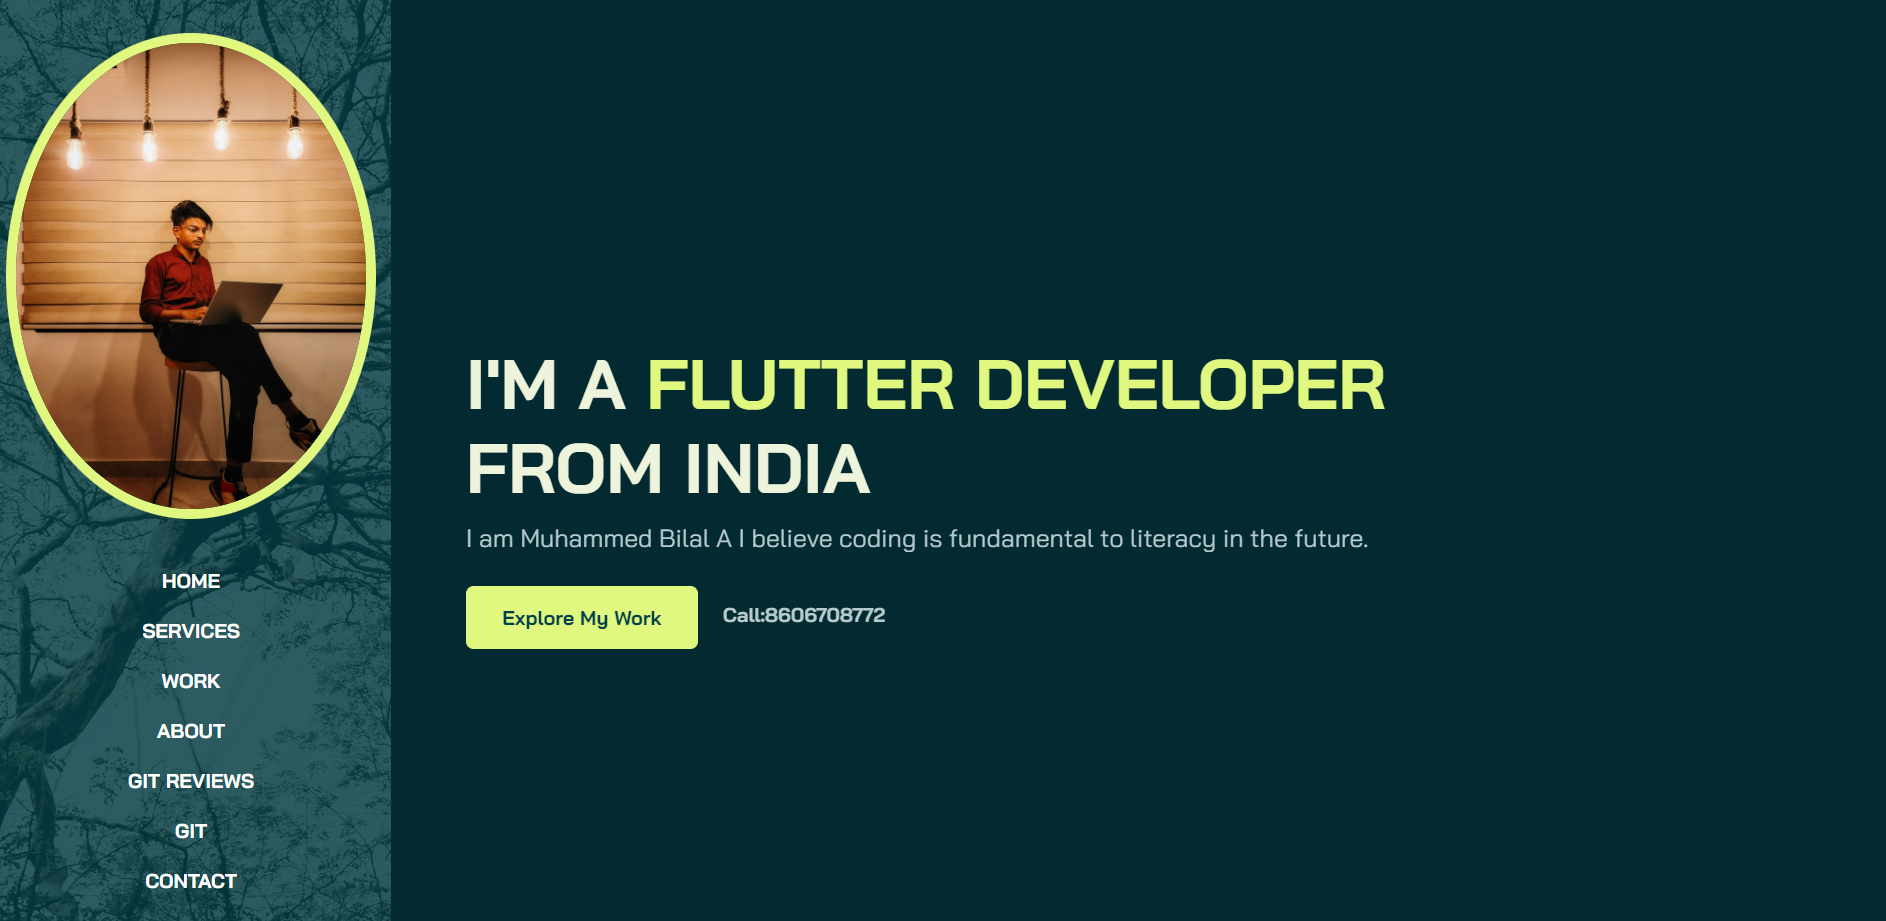 HOME
SERVICES
WORK
ABOUT
GIT REVIEWS
GIT
CONTACT
I'M A FLUTTER DEVELOPER
FROM INDIA
I am Muhammed Bilal A I believe coding is fundamental to literacy in the future.
Explore My Work
Call:8606708772